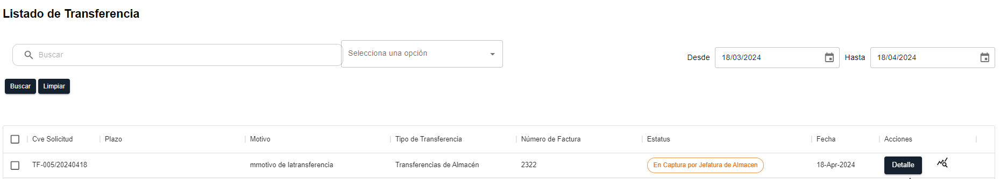 Listado de Transferencia
Buscar
Selecciona una opción
Desde 18/03/2024 Hasta 18/04/2024
Buscar Limpiar
Cve Solicitud Plazo Motivo Tipo de Transferencia Número de Factura Estatus Fecha Acciones
TF-005/20240418 mmotivo de latransferencia Transferencias de Almacén 2322 En Captura por Jefatura de Almacen 18-Apr-2024 Detalle